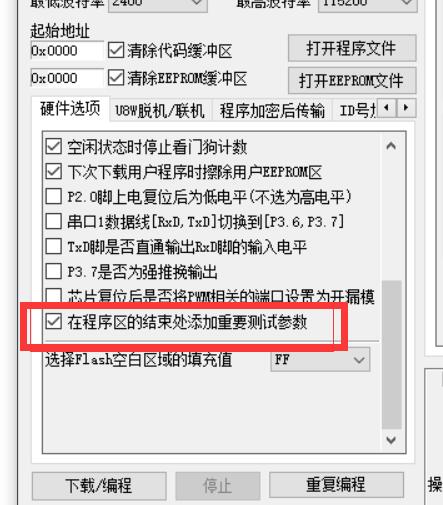 最低波特率 2400 最高波特率 115200
起始地址
0x0000 清除代码缓冲区 打开程序文件
0x0000 清除EEPROM缓冲区 打开EEPROM文件
硬件选项 U8W脱机/联机 程序加密后传输 ID号
空闲状态时停止看门狗计数
下次下载用户程序时擦除用户EEPROM区
P2.0脚上电复位后为低电平(不选为高电平)
串口1数据线[RxD,TxD]切换到[P3.6,P3.7]
TxD脚是否直通输出RxD脚的输入电平
P3.7是否为强推挽输出
芯片复位后是否将PWM相关的端口设置为开漏模
在程序区的结束处添加重要测试参数
选择Flash空白区域的填充值 FF
下载/编程 停止 重复编程 操